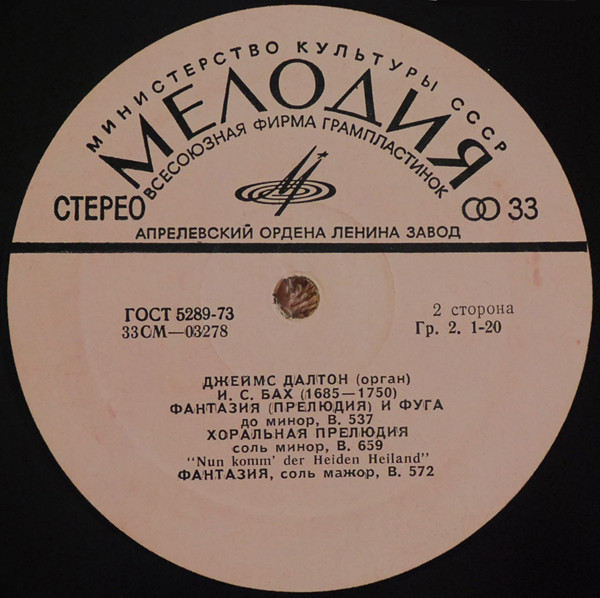 МИНИСТЕРСТВО КУЛЬТУРЫ СССР
МЕЛОДИЯ
ВСЕСОЮЗНАЯ ФИРМА ГРАМПЛАСТИНОК
СТЕРЕО
33
АПРЕЛЕВСКИЙ ОРДЕНА ЛЕНИНА ЗАВОД
ГОСТ 5289-73
33СМ—03278
2 сторона
Гр. 2. 1-20
ДЖЕЙМС ДАЛТОН (орган)
И. С. БАХ (1685—1750)
ФАНТАЗИЯ (ПРЕЛЮДИЯ) И ФУГА
до минор, В. 537
ХОРАЛЬНАЯ ПРЕЛЮДИЯ
соль минор, В. 659
"Nun komm' der Heiden Heiland"
ФАНТАЗИЯ, соль мажор, В. 572